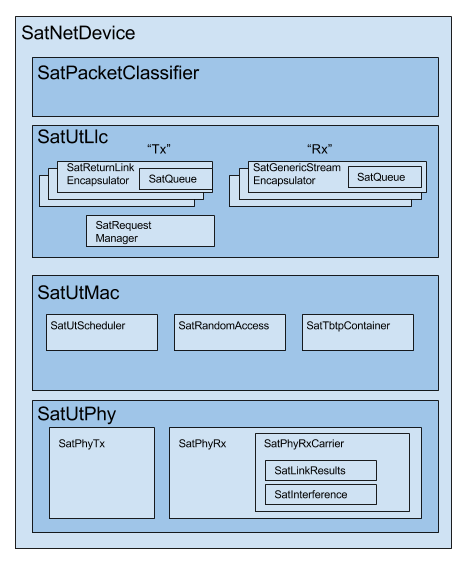 SatNetDevice
SatPacketClassifier
SatUtLlc
“Tx”
“Rx”
SatReturnLink
Encapsulator
SatQueue
SatGenericStream
Encapsulator
SatQueue
SatRequest
Manager
SatUtMac
SatUtScheduler
SatRandomAccess
SatTbtpContainer
SatUtPhy
SatPhyTx
SatPhyRx
SatPhyRxCarrier
SatLinkResults
SatInterference